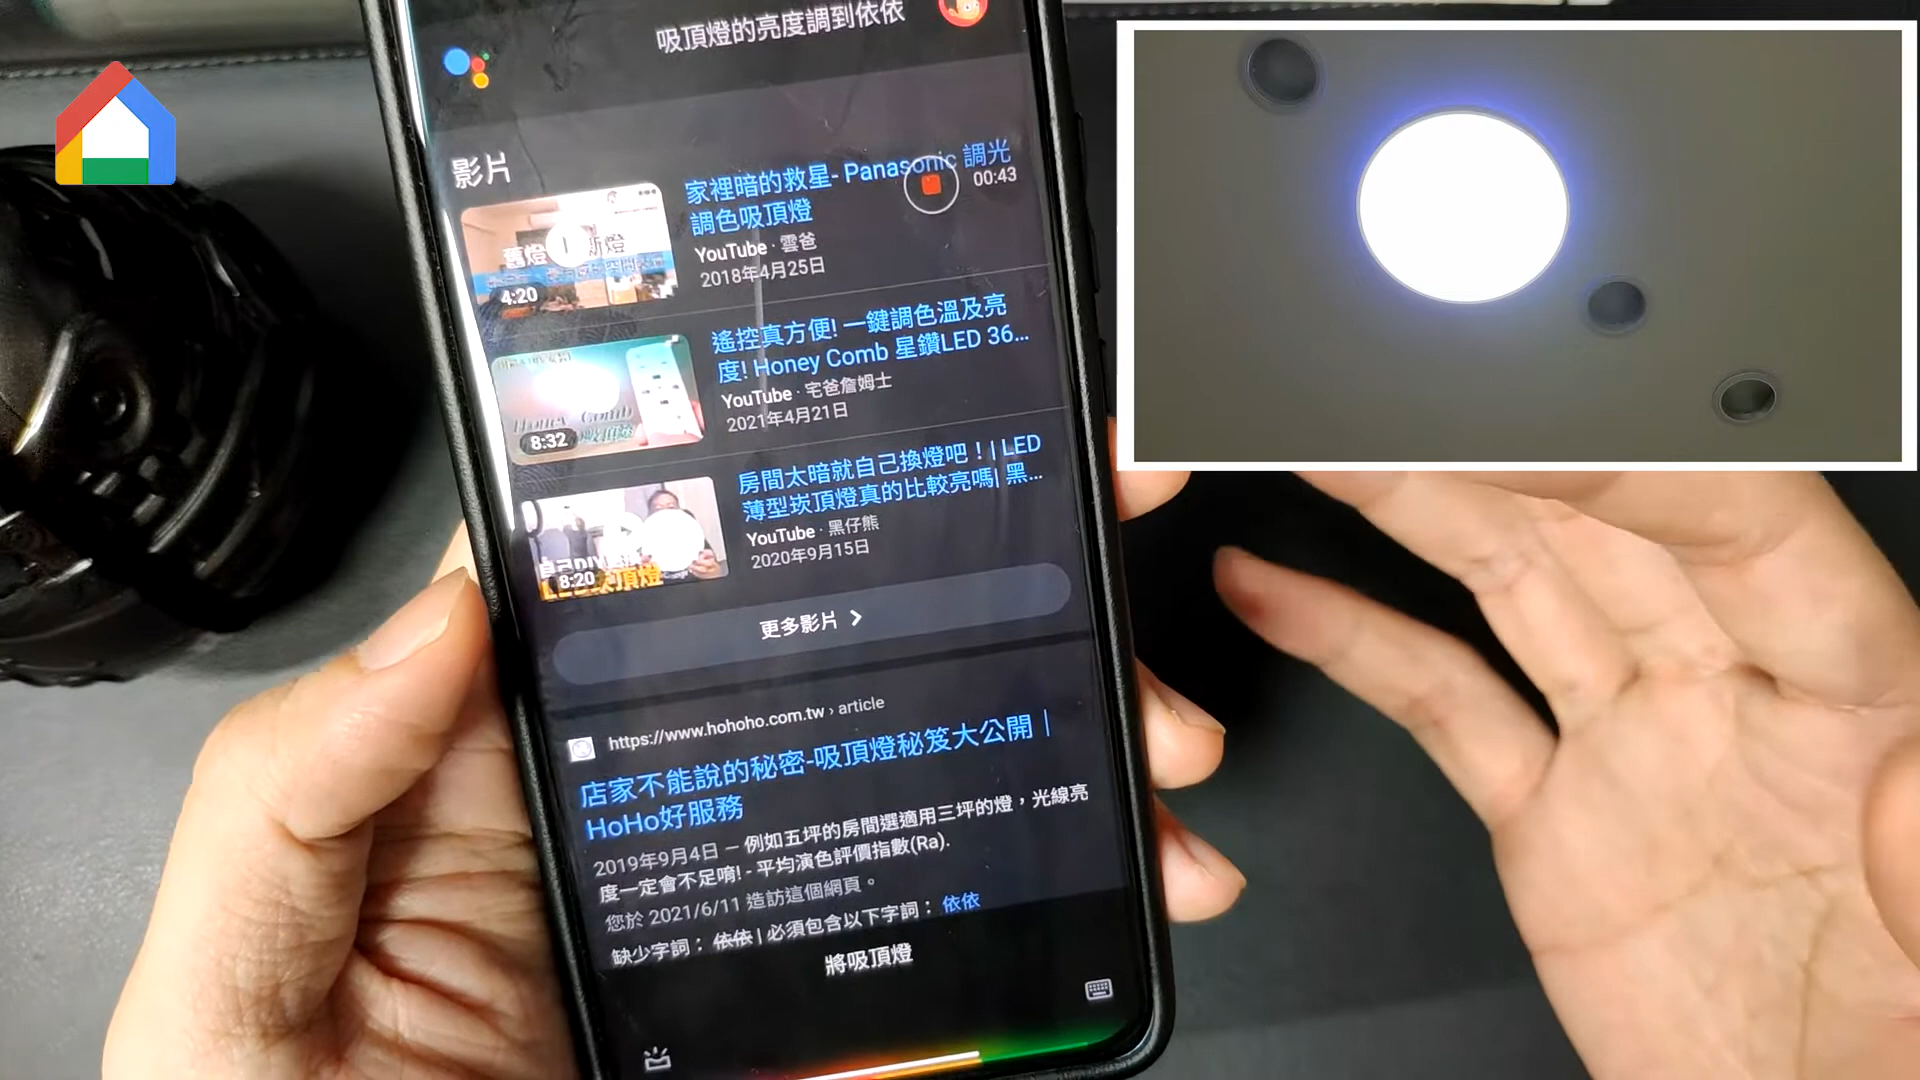 吸頂燈的亮度調到依依
影片
家裡暗的救星- Panasonic 調光
調色吸頂燈
00:43
YouTube · 雲爸
2018年4月25日
4:20
遙控真方便! 一鍵調色溫及亮
度! Honey Comb 星鑽LED 36...
YouTube · 宅爸詹姆士
2021年4月21日
Honey Comb
8:32
房間太暗就自己換燈吧！| LED
薄型崁頂燈真的比較亮嗎| 黑...
YouTube · 黑仔熊
2020年9月15日
8:20
更多影片
https://www.hohoho.com.tw › article
店家不能說的秘密-吸頂燈秘笈大公開｜
HoHo好服務
2019年9月4日 — 例如五坪的房間選適用三坪的燈，光線亮
度一定會不足唷! - 平均演色評價指數(Ra).
您於 2021/6/11 造訪這個網頁。
缺少字詞： 依依 | 必須包含以下字詞： 依依
將吸頂燈